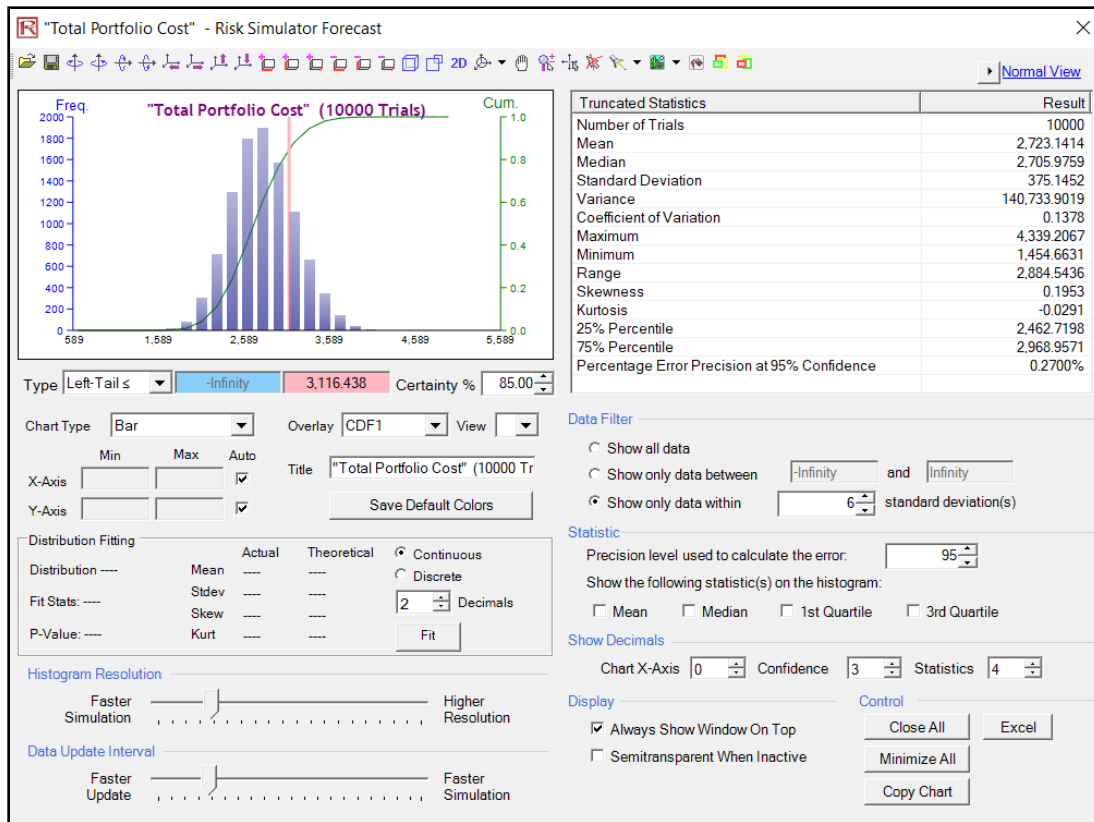 "Total Portfolio Cost" - Risk Simulator Forecast
2D
Normal View
Freq. "Total Portfolio Cost" (10000 Trials) Cum.
2000
1800
1600
1400
1200
1000
800
600
400
200
0
1.0
0.8
0.6
0.4
0.2
0.0
589 1,589 2,589 3,589 4,589 5,589
Type Left-Tail ≤ -Infinity 3,116.438 Certainty % 85.00
Chart Type Bar Overlay CDF1 View
Min Max Auto
X-Axis
Y-Axis
Title "Total Portfolio Cost" (10000 Tr
Save Default Colors
Distribution Fitting
Actual Theoretical
Distribution ----
Mean ---- ----
Stdev ---- ----
Fit Stats: ----
Skew ---- ----
P-Value: ----
Kurt ---- ----
Continuous
Discrete
2 Decimals
Fit
Histogram Resolution
Faster Simulation
Higher Resolution
Data Update Interval
Faster Update
Faster Simulation
Truncated Statistics Result
Number of Trials 10000
Mean 2,723.1414
Median 2,705.9759
Standard Deviation 375.1452
Variance 140,733.9019
Coefficient of Variation 0.1378
Maximum 4,339.2067
Minimum 1,454.6631
Range 2,884.5436
Skewness 0.1953
Kurtosis -0.0291
25% Percentile 2,462.7198
75% Percentile 2,968.9571
Percentage Error Precision at 95% Confidence 0.2700%
Data Filter
Show all data
Show only data between -Infinity and Infinity
Show only data within 6 standard deviation(s)
Statistic
Precision level used to calculate the error: 95
Show the following statistic(s) on the histogram:
Mean Median 1st Quartile 3rd Quartile
Show Decimals
Chart X-Axis 0 Confidence 3 Statistics 4
Display
Always Show Window On Top
Semitransparent When Inactive
Control
Close All Excel
Minimize All
Copy Chart